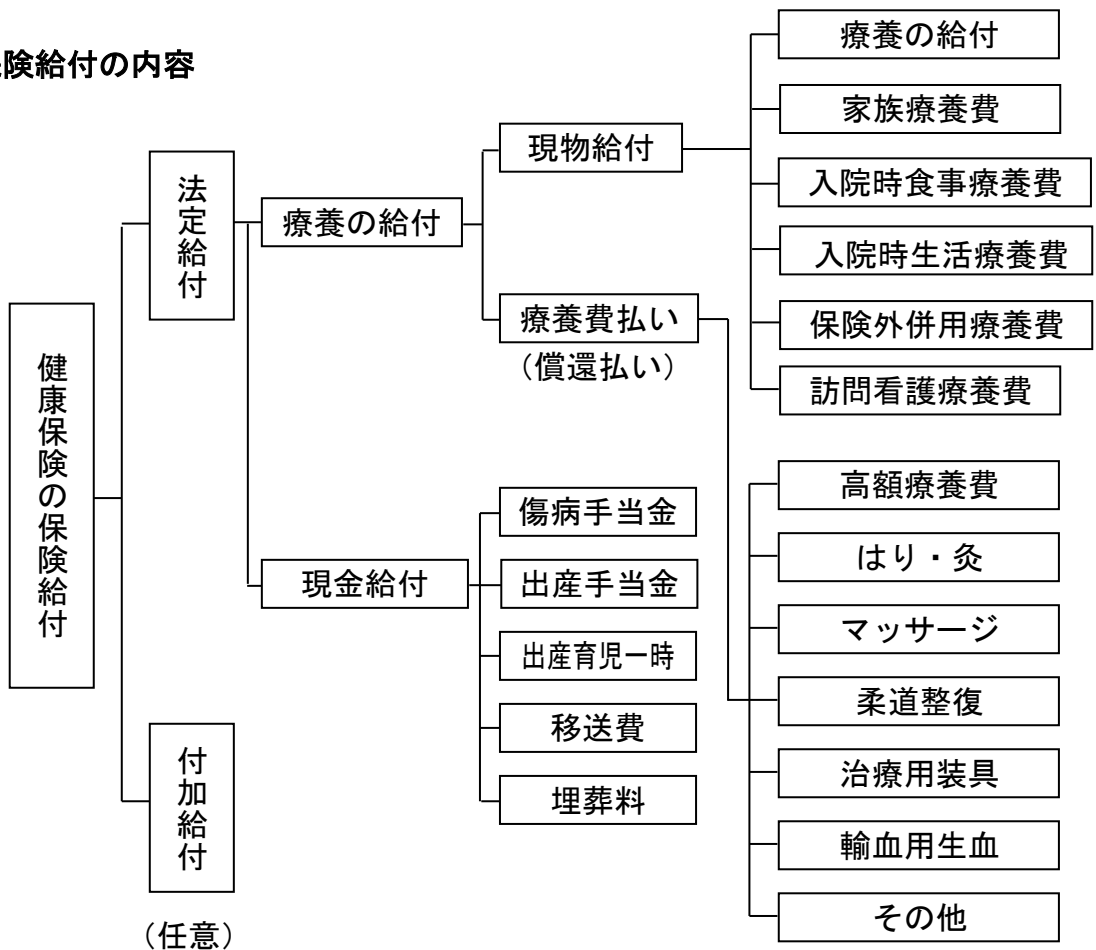 険給付の内容
健康保険の保険給付
法定給付
付加給付
（任意）
療養の給付
現金給付
現物給付
療養費払い
（償還払い）
傷病手当金
出産手当金
出産育児一時
移送費
埋葬料
療養の給付
家族療養費
入院時食事療養費
入院時生活療養費
保険外併用療養費
訪問看護療養費
高額療養費
はり・灸
マッサージ
柔道整復
治療用装具
輸血用生血
その他